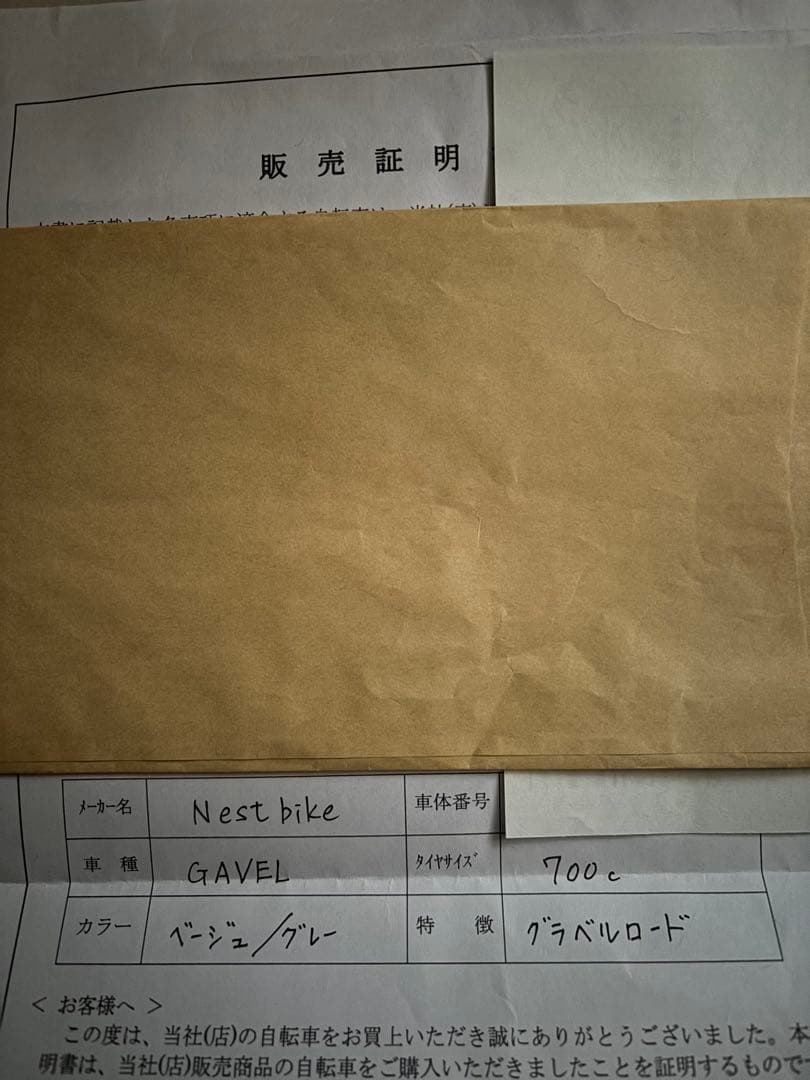 販売証明
メーカー名 Nest bike 車体番号
車種 GAVEL タイヤサイズ 700c
カラー ベージュ/グレー 特徴 グラベルロード
< お客様へ >
この度は、当社(店)の自転車をお買上いただき誠にありがとうございました。本
明書は、当社(店)販売商品の自転車をご購入いただきましたことを証明するもので